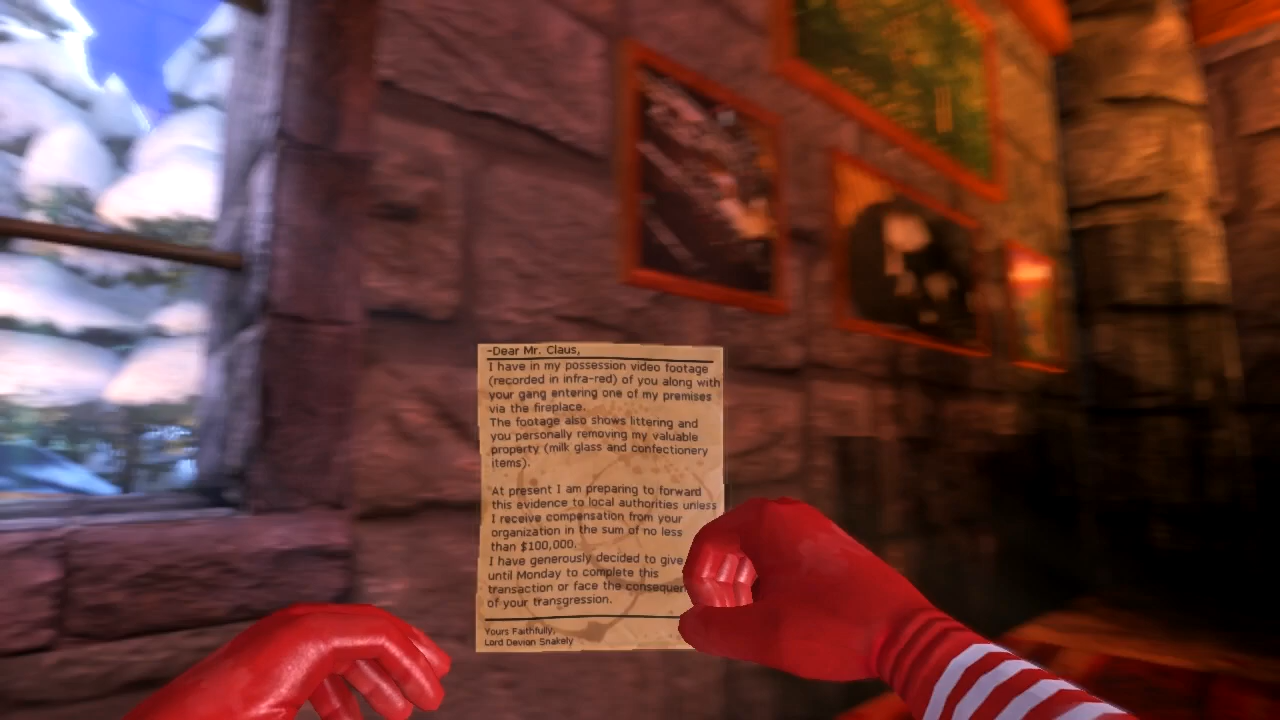 -Dear Mr. Claus,
I have in my possession video footage
(recorded in infra-red) of you along with
your gang entering one of my premises
via the fireplace.
The footage also shows littering and
you personally removing my valuable
property (milk glass and confectionery
items).
At present I am preparing to forward
this evidence to local authorities unless
I receive compensation from your
organization in the sum of no less
than $100,000.
I have generously decided to give
until Monday to complete this
transaction or face the
of your transgression.
Yours Faithfully,
Lord Devion Snakely